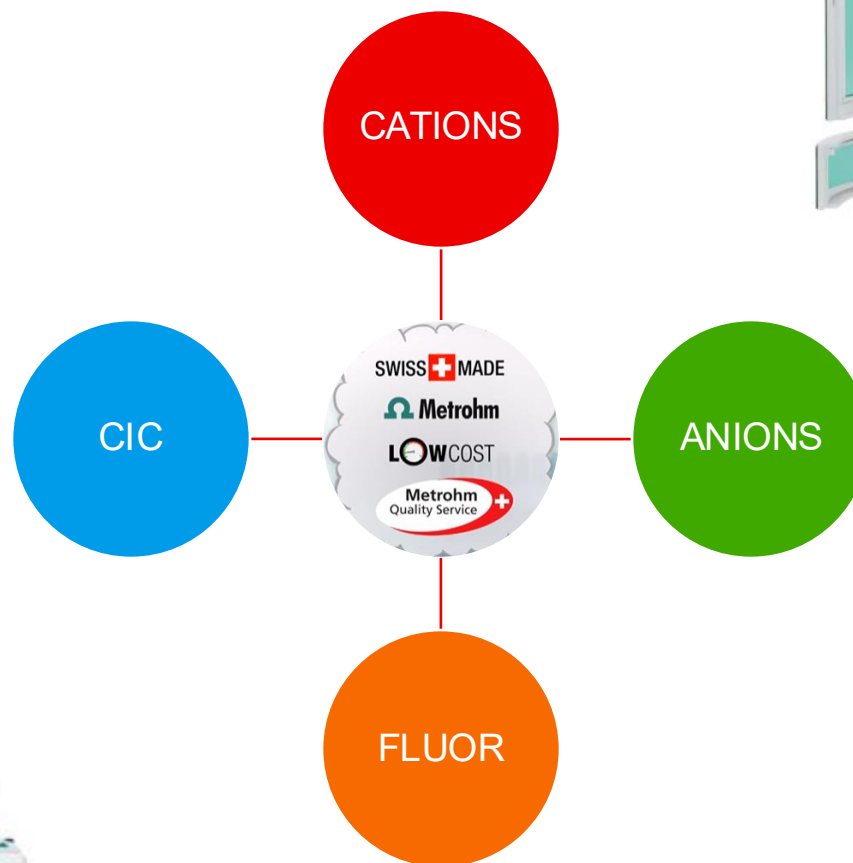 CATIONS
CIC
SWISS MADE
Metrohm
LOWCOST
Metrohm
Quality Service
ANIONS
FLUOR